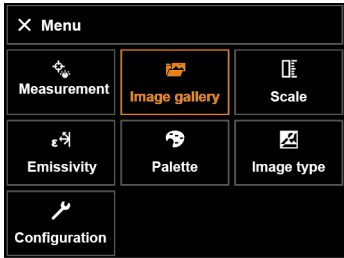 Menu
Measurement
Image gallery
Scale
Emissivity
Palette
Image type
Configuration